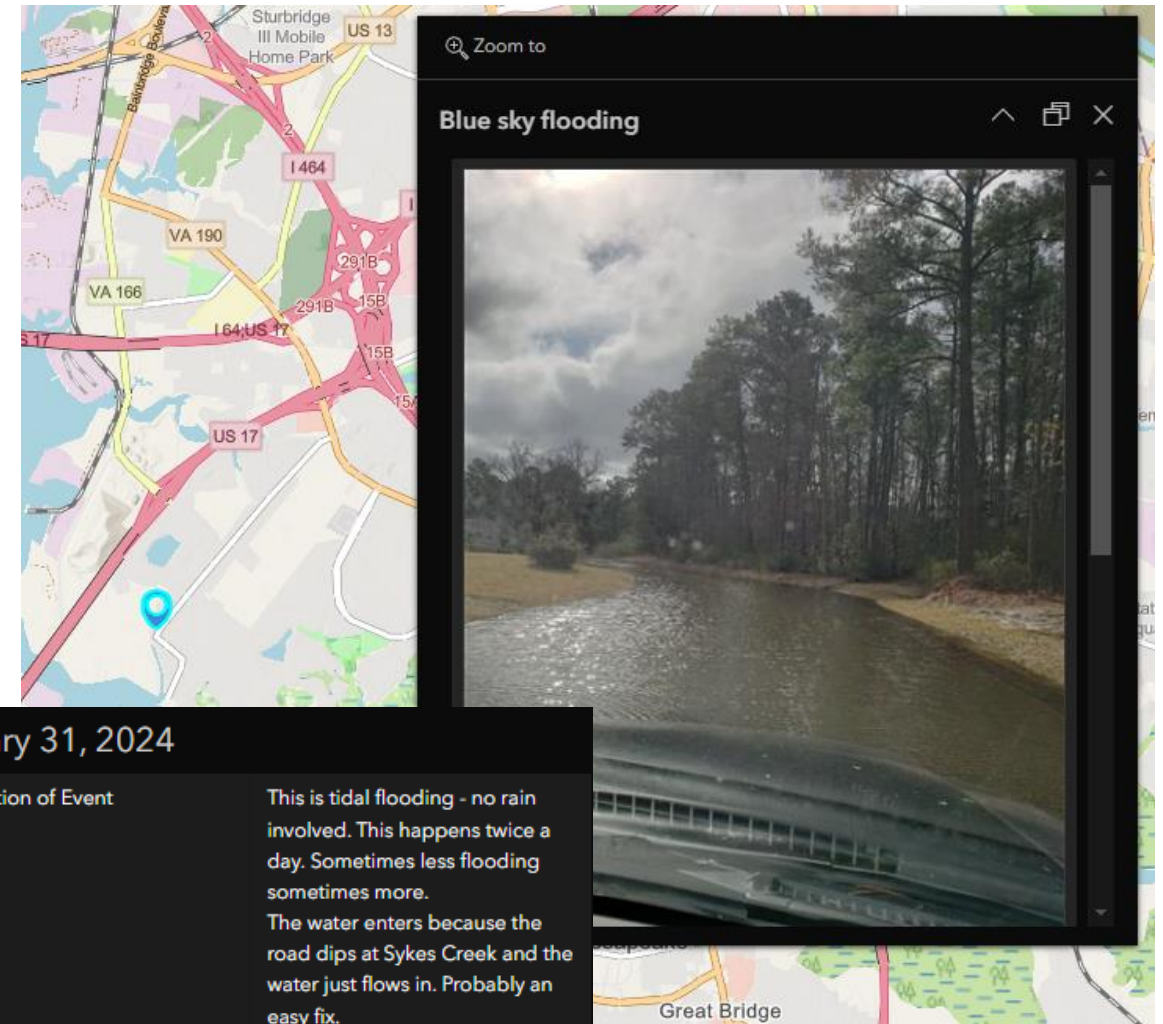 Sturbridge
III Mobile
Home Park
US 13
2
2
I 464
VA 190
291B
VA 166
291B
15B
I 64;US 17
15B
US 17
Zoom to
Blue sky flooding
ry 31, 2024
tion of Event
This is tidal flooding - no rain
involved. This happens twice a
day. Sometimes less flooding
sometimes more.
The water enters because the
road dips at Sykes Creek and the
water just flows in. Probably an
easy fix.
Great Bridge